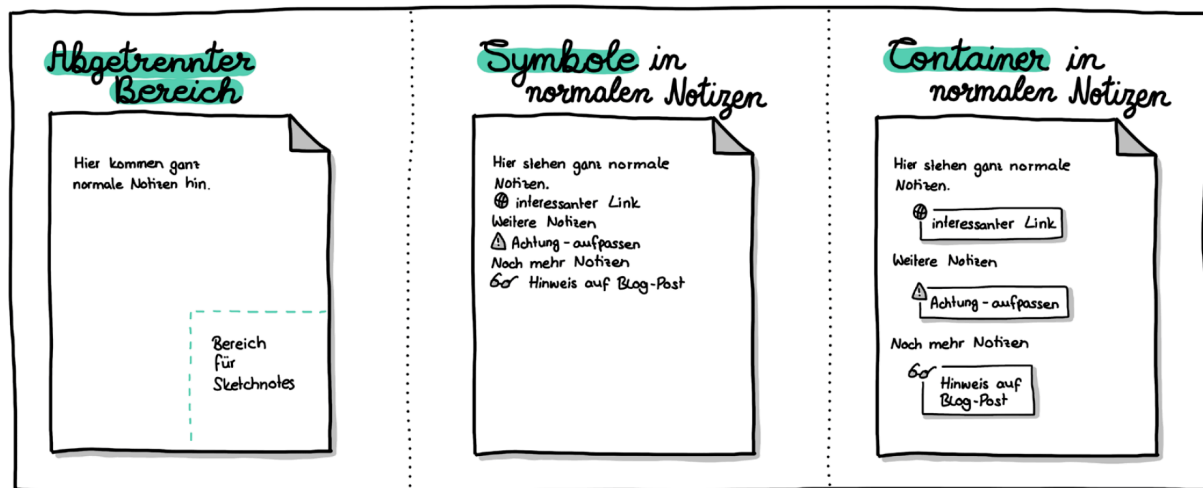 Abgetrennter
Bereich
Hier kommen ganz
normale Notizen hin.
Bereich
für
Sketchnotes
Symbole in
normalen Notizen
Hier stehen ganz normale
Notizen.
interessanter Link
Weitere Notizen
Achtung - aufpassen
Noch mehr Notizen
Hinweis auf Blog-Post
Container in
normalen Notizen
Hier stehen ganz normale
Notizen.
interessanter Link
Weitere Notizen
Achtung - aufpassen
Noch mehr Notizen
Hinweis auf
Blog-Post